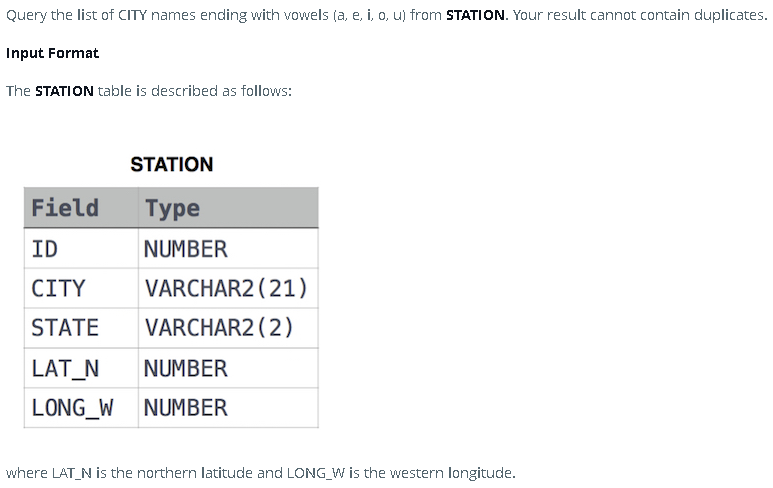 Query the list of CITY names ending with vowels (a, e, i, o, u) from STATION. Your result cannot contain duplicates.
Input Format
The STATION table is described as follows:
STATION
Field Type
ID NUMBER
CITY VARCHAR2(21)
STATE VARCHAR2(2)
LAT_N NUMBER
LONG_W NUMBER
where LAT_N is the northern latitude and LONG_W is the western longitude.